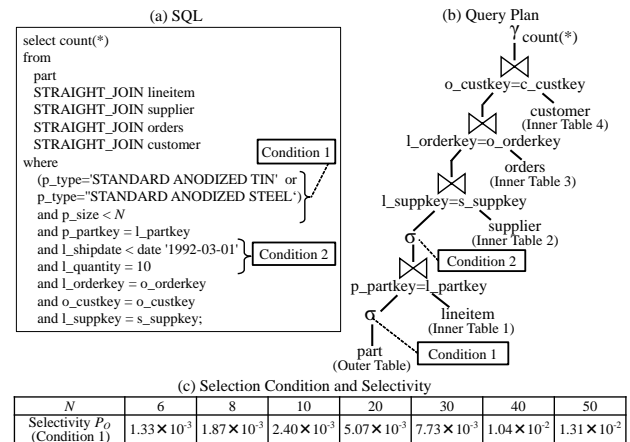 (a) SQL
select count(*)
from
part
STRAIGHT_JOIN lineitem
STRAIGHT_JOIN supplier
STRAIGHT_JOIN orders
STRAIGHT_JOIN customer
where
(p_type='STANDARD ANODIZED TIN' or
p_type="STANDARD ANODIZED STEEL‘)
and p_size < N
and p_partkey = l_partkey
and l_shipdate < date '1992-03-01'
and l_quantity = 10
and l_orderkey = o_orderkey
and o_custkey = o_custkey
and l_suppkey = s_suppkey;
Condition 1
Condition 2
(b) Query Plan
γ count(*)
o_custkey=c_custkey
customer
(Inner Table 4)
l_orderkey=o_orderkey
orders
(Inner Table 3)
l_suppkey=s_suppkey
supplier
(Inner Table 2)
σ
Condition 2
p_partkey=l_partkey
lineitem
(Inner Table 1)
σ
part
(Outer Table)
Condition 1
(c) Selection Condition and Selectivity
N 6 8 10 20 30 40 50
Selectivity P_O 1.33×10⁻³ 1.87×10⁻³ 2.40×10⁻³ 5.07×10⁻³ 7.73×10⁻³ 1.04×10⁻² 1.31×10⁻²
(Condition 1)